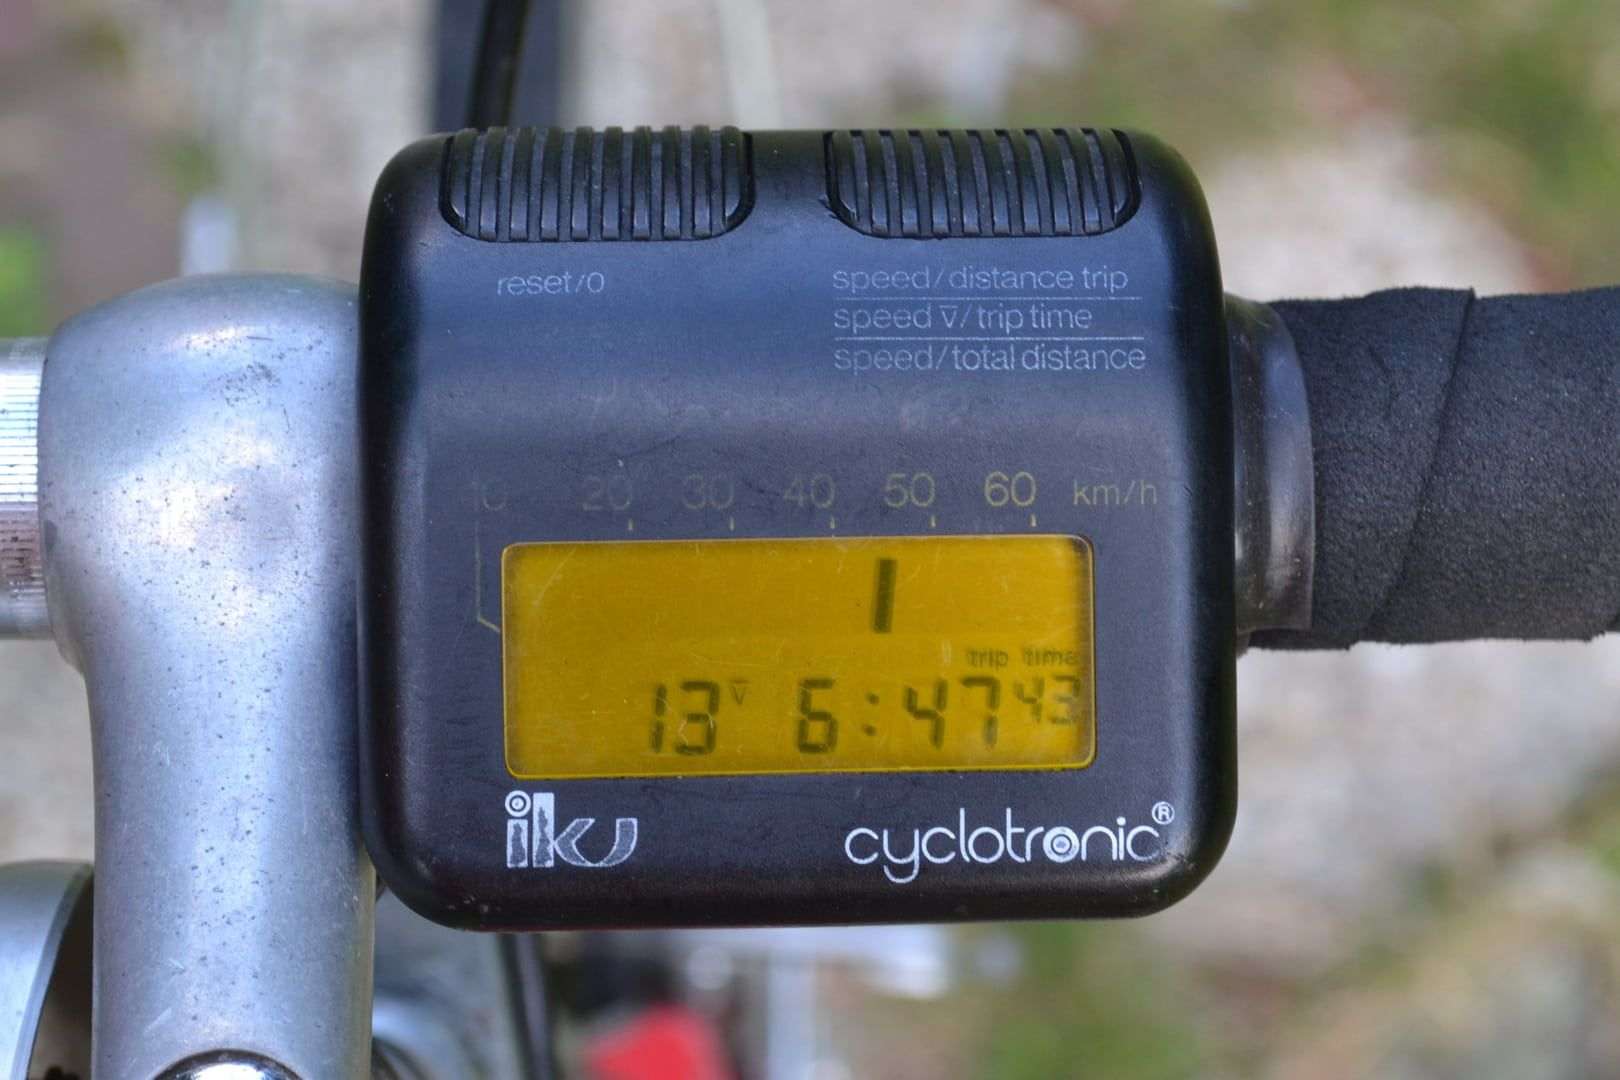 reset/0
speed/distance trip
speed v̅/trip time
speed/total distance
10 20 30 40 50 60 km/h
trip time
13 v̅ 6:47 43
iku
cyclotronic®